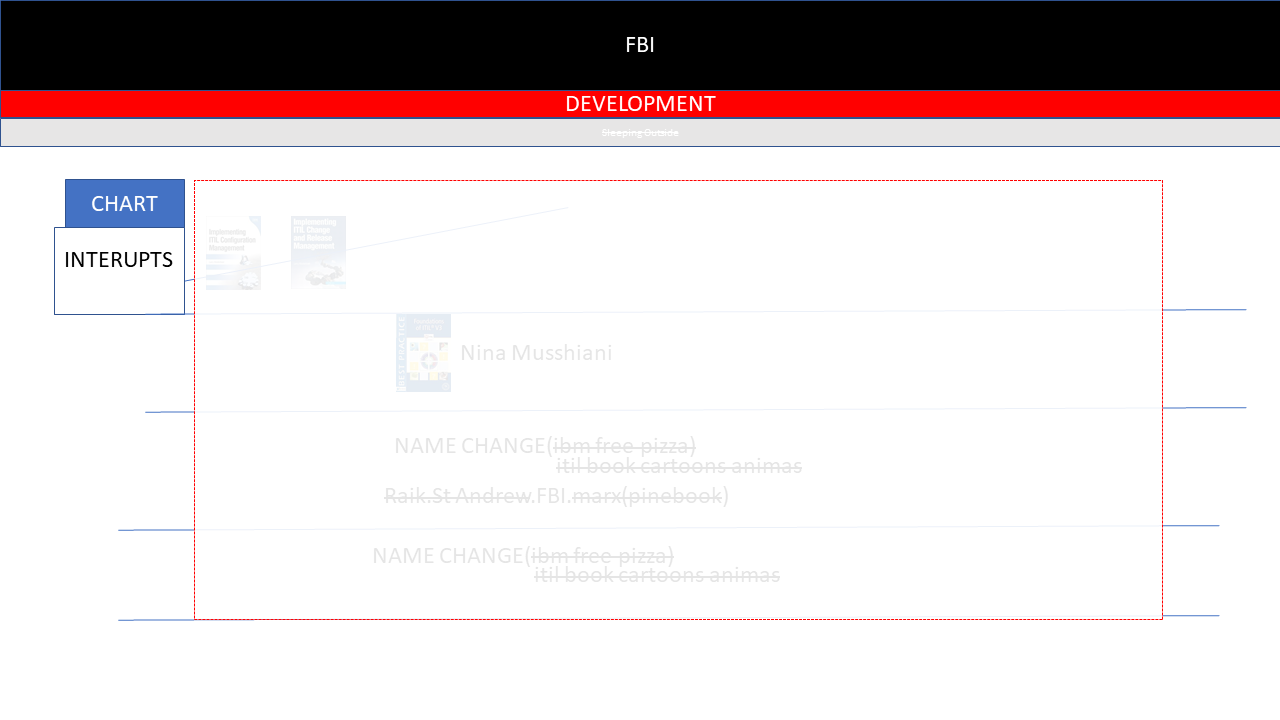 FBI
DEVELOPMENT
Sleeping Outside
CHART
INTERUPTS
Implementing
ITIL Configuration
Management
Implementing
ITIL Change
and Release
Management
BEST PRACTICE
Nina Musshiani
NAME CHANGE(ibm free pizza)
itil book cartoons animas
Raik.St Andrew.FBI.marx(pinebook)
NAME CHANGE(ibm free pizza)
itil book cartoons animas